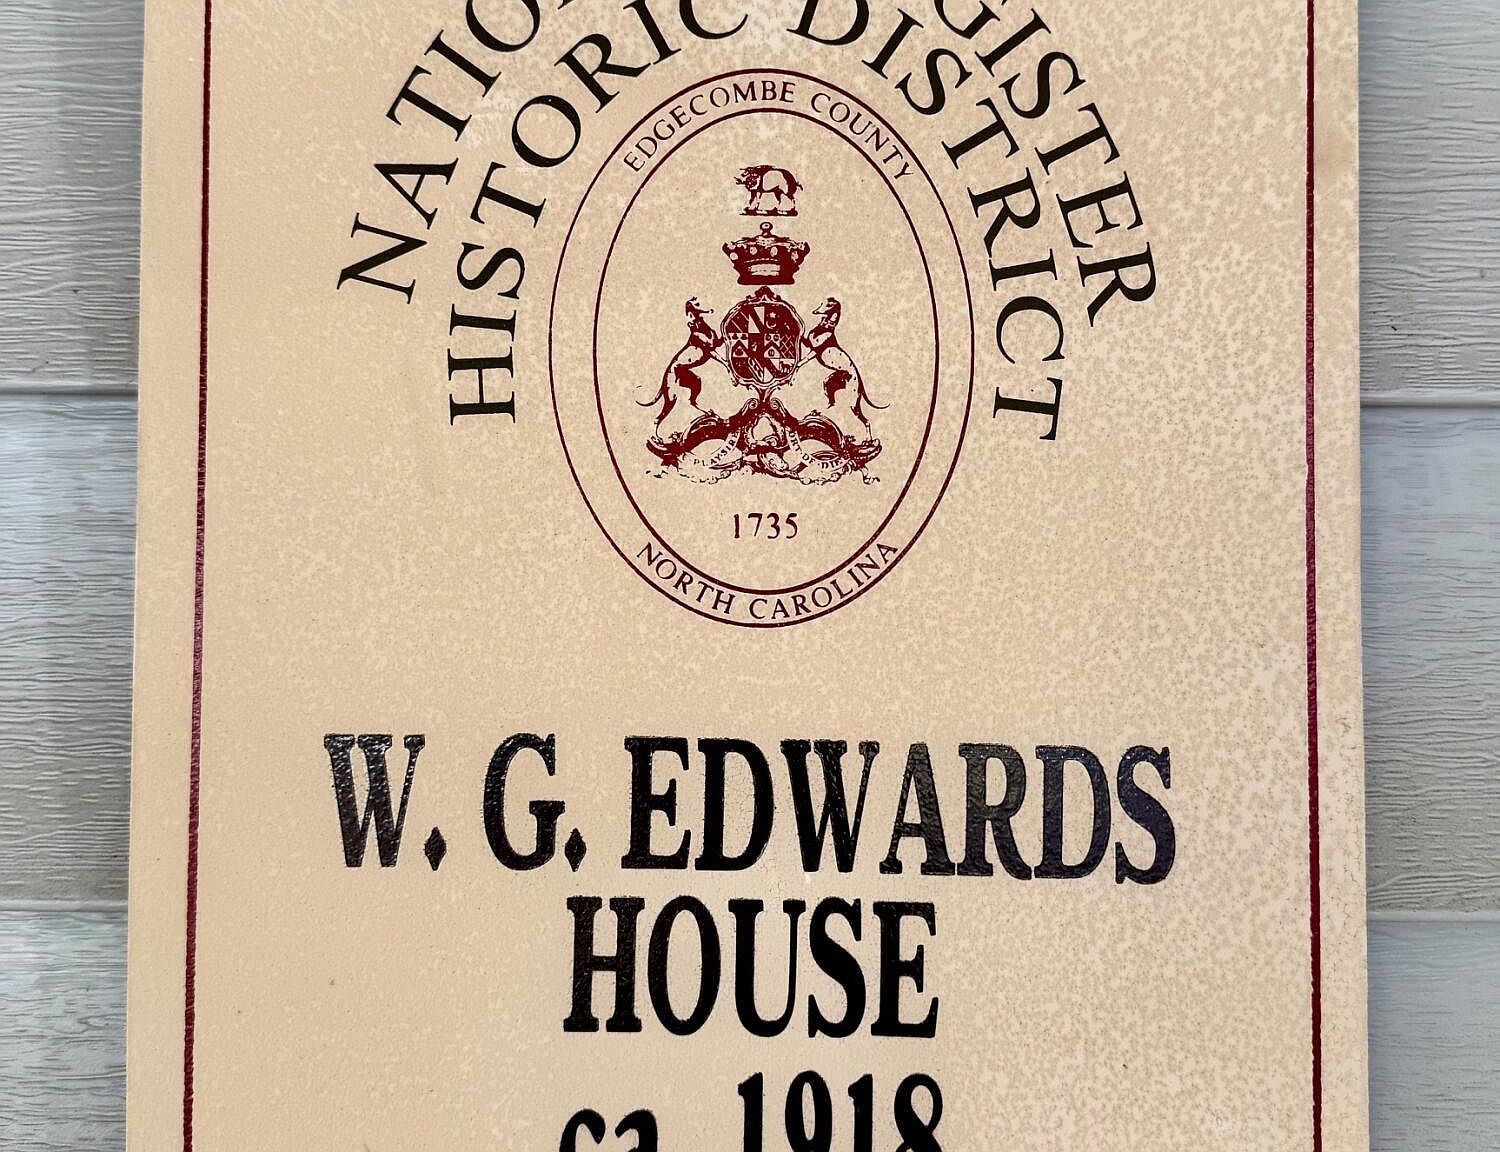 HISTORIC DISTRICT
EDGECOMBE COUNTY
1735
NORTH CAROLINA
W. G. EDWARDS
HOUSE
ca. 1918